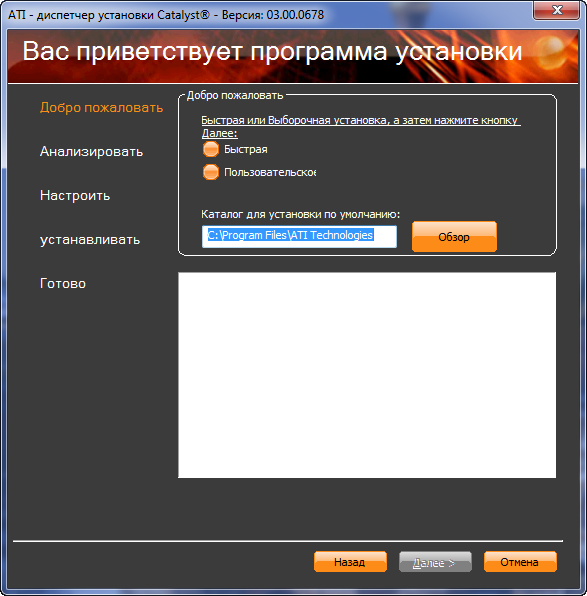 ATI - диспетчер установки Catalyst® - Версия: 03.00.0678
Вас приветствует программа установки
Добро пожаловать
Анализировать
Настроить
устанавливать
Готово
Добро пожаловать
Быстрая или Выборочная установка, а затем нажмите кнопку
Далее:
Быстрая
Пользовательское
Каталог для установки по умолчанию:
C:\Program Files\ATI Technologies
Обзор
Назад
Далее >
Отмена